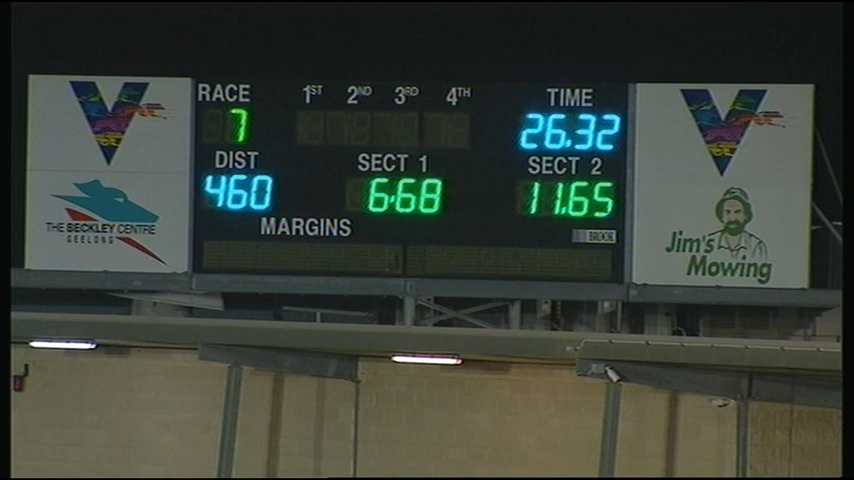 RACE 1ST 2ND 3RD 4TH TIME
7 26.32
DIST SECT 1 SECT 2
460 6.68 11.65
MARGINS
BROOK
V
THE BECKLEY CENTRE
GEELONG
V
Jim's
Mowing